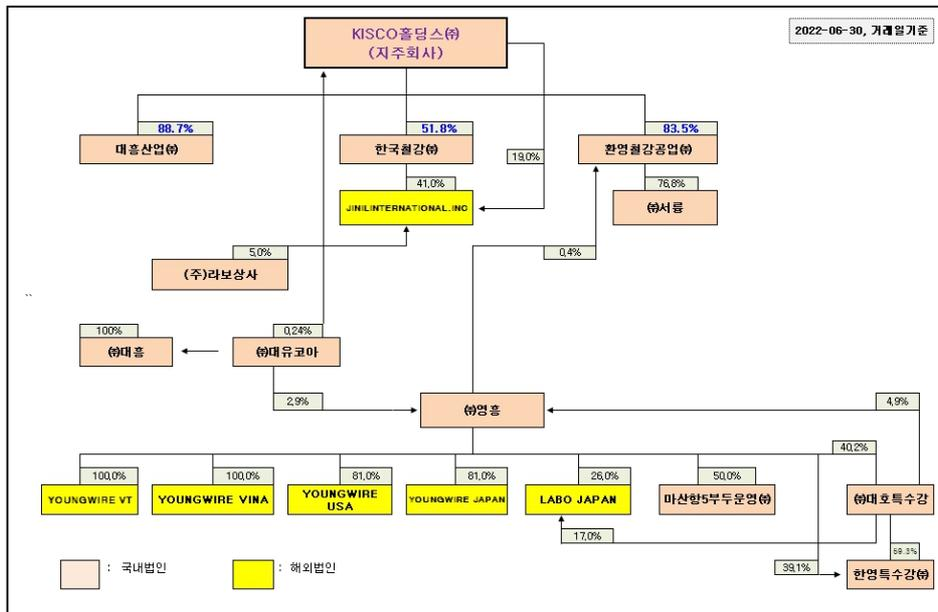 KISCO홀딩스㈜
(지주회사)
2022-06-30, 거래일기준
88.7%
51.8%
83.5%
대흥산업㈜
한국철강㈜
환영철강공업㈜
19.0%
41.0%
76.8%
JINILINTERNATIONAL.INC
㈜서륭
5.0%
0.4%
(주)라보상사
``
100%
0.24%
㈜대흥
㈜대유코아
2.9%
4.9%
㈜영흥
40.2%
100.0%
100.0%
81.0%
81.0%
26.0%
50.0%
YOUNGWIRE VT
YOUNGWIRE VINA
YOUNGWIRE
USA
YOUNGWIRE JAPAN
LABO JAPAN
마산항5부두운영㈜
㈜대호특수강
17.0%
59.3%
39.1%
한영특수강㈜
: 국내법인
: 해외법인